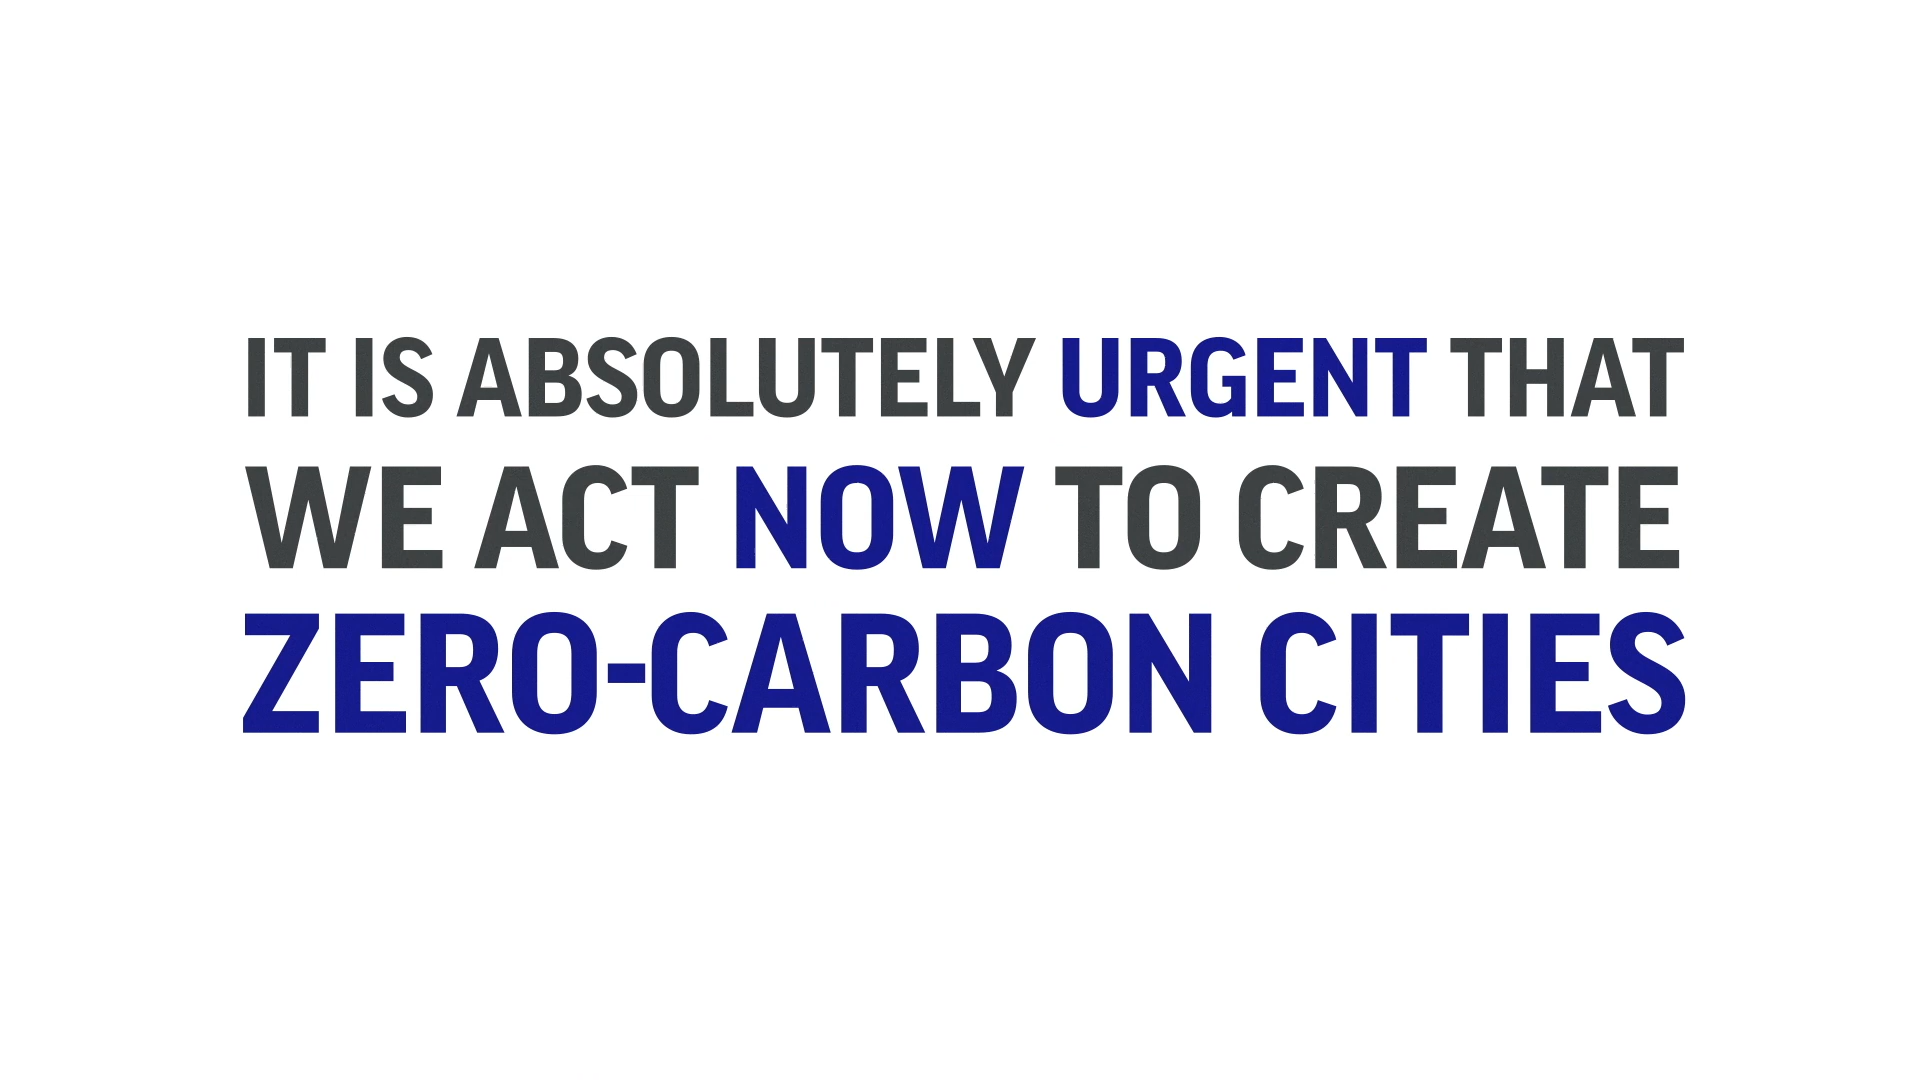 IT IS ABSOLUTELY URGENT THAT
WE ACT NOW TO CREATE
ZERO-CARBON CITIES